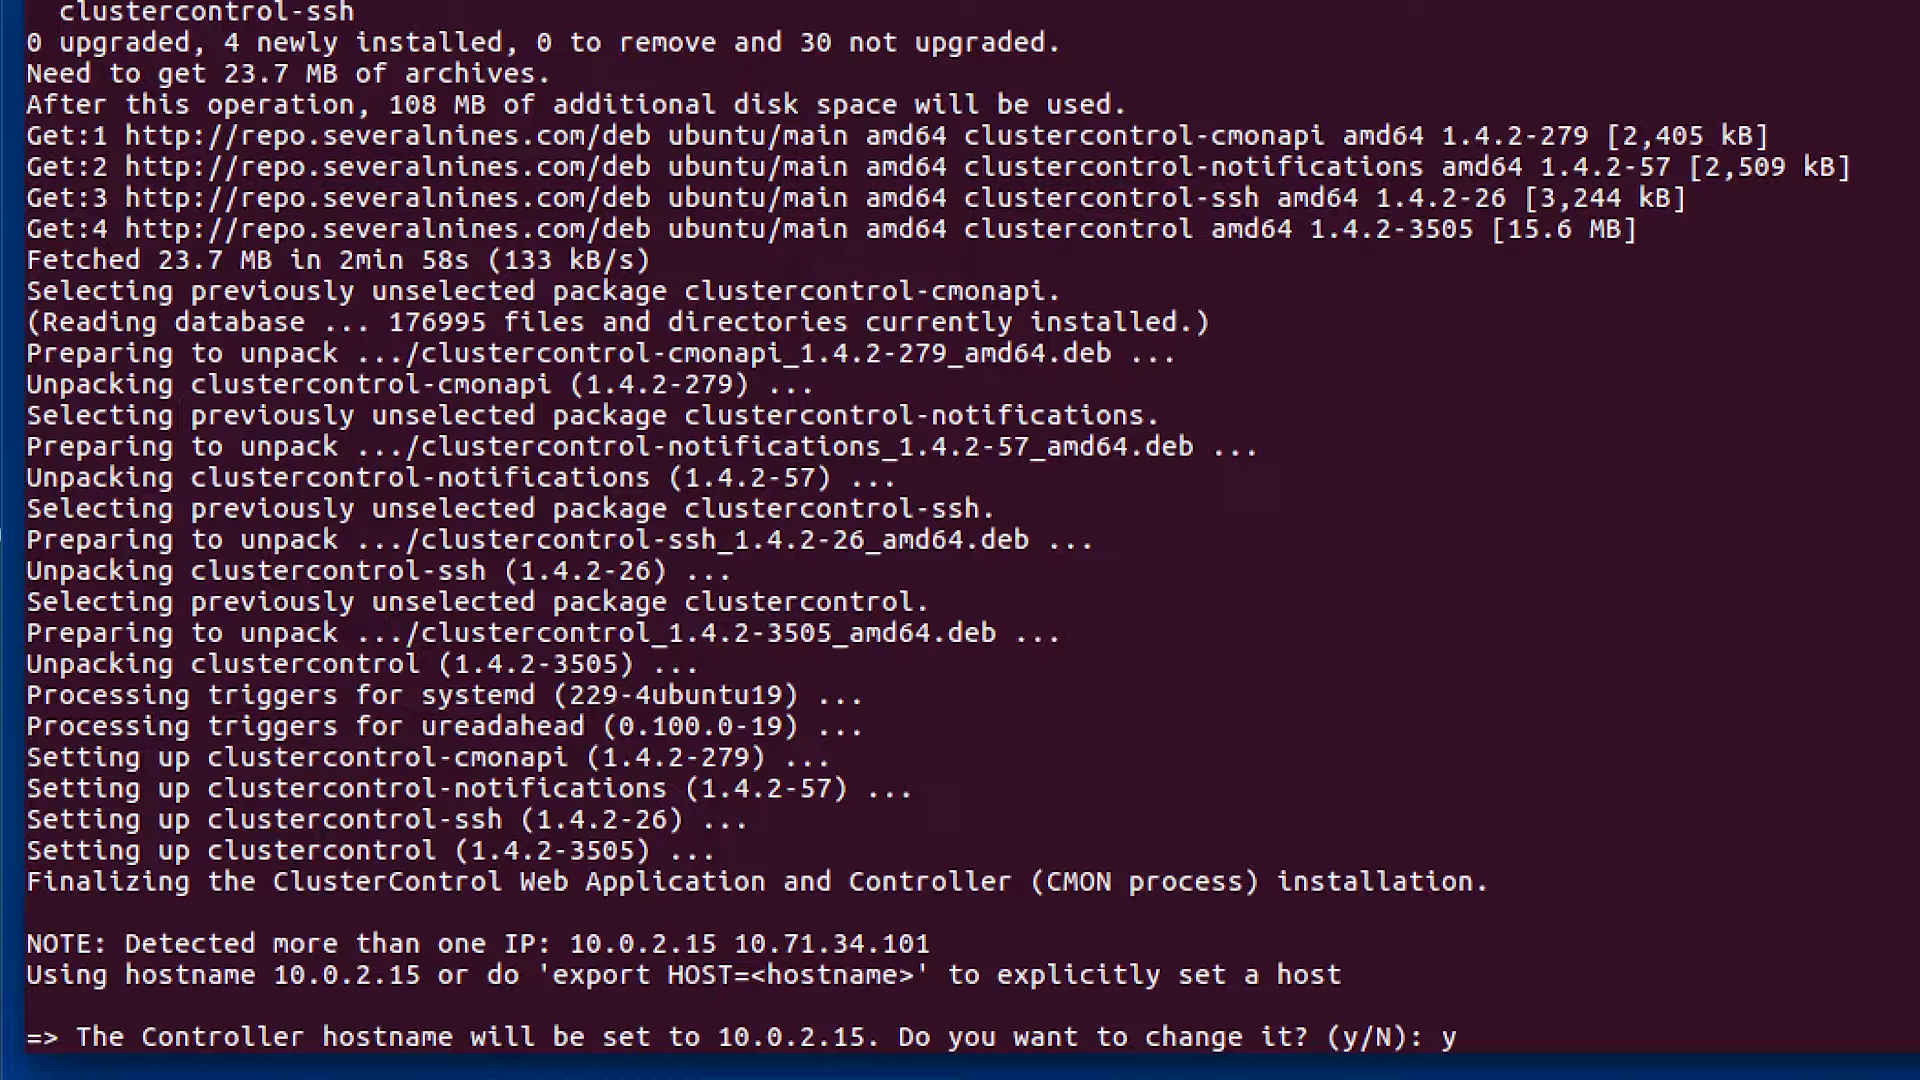 clustercontrol-ssh
0 upgraded, 4 newly installed, 0 to remove and 30 not upgraded.
Need to get 23.7 MB of archives.
After this operation, 108 MB of additional disk space will be used.
Get:1 http://repo.severalnines.com/deb ubuntu/main amd64 clustercontrol-cmonapi amd64 1.4.2-279 [2,405 kB]
Get:2 http://repo.severalnines.com/deb ubuntu/main amd64 clustercontrol-notifications amd64 1.4.2-57 [2,509 kB]
Get:3 http://repo.severalnines.com/deb ubuntu/main amd64 clustercontrol-ssh amd64 1.4.2-26 [3,244 kB]
Get:4 http://repo.severalnines.com/deb ubuntu/main amd64 clustercontrol amd64 1.4.2-3505 [15.6 MB]
Fetched 23.7 MB in 2min 58s (133 kB/s)
Selecting previously unselected package clustercontrol-cmonapi.
(Reading database ... 176995 files and directories currently installed.)
Preparing to unpack .../clustercontrol-cmonapi_1.4.2-279_amd64.deb ...
Unpacking clustercontrol-cmonapi (1.4.2-279) ...
Selecting previously unselected package clustercontrol-notifications.
Preparing to unpack .../clustercontrol-notifications_1.4.2-57_amd64.deb ...
Unpacking clustercontrol-notifications (1.4.2-57) ...
Selecting previously unselected package clustercontrol-ssh.
Preparing to unpack .../clustercontrol-ssh_1.4.2-26_amd64.deb ...
Unpacking clustercontrol-ssh (1.4.2-26) ...
Selecting previously unselected package clustercontrol.
Preparing to unpack .../clustercontrol_1.4.2-3505_amd64.deb ...
Unpacking clustercontrol (1.4.2-3505) ...
Processing triggers for systemd (229-4ubuntu19) ...
Processing triggers for ureadahead (0.100.0-19) ...
Setting up clustercontrol-cmonapi (1.4.2-279) ...
Setting up clustercontrol-notifications (1.4.2-57) ...
Setting up clustercontrol-ssh (1.4.2-26) ...
Setting up clustercontrol (1.4.2-3505) ...
Finalizing the ClusterControl Web Application and Controller (CMON process) installation.
NOTE: Detected more than one IP: 10.0.2.15 10.71.34.101
Using hostname 10.0.2.15 or do 'export HOST=<hostname>' to explicitly set a host
=> The Controller hostname will be set to 10.0.2.15. Do you want to change it? (y/N): y